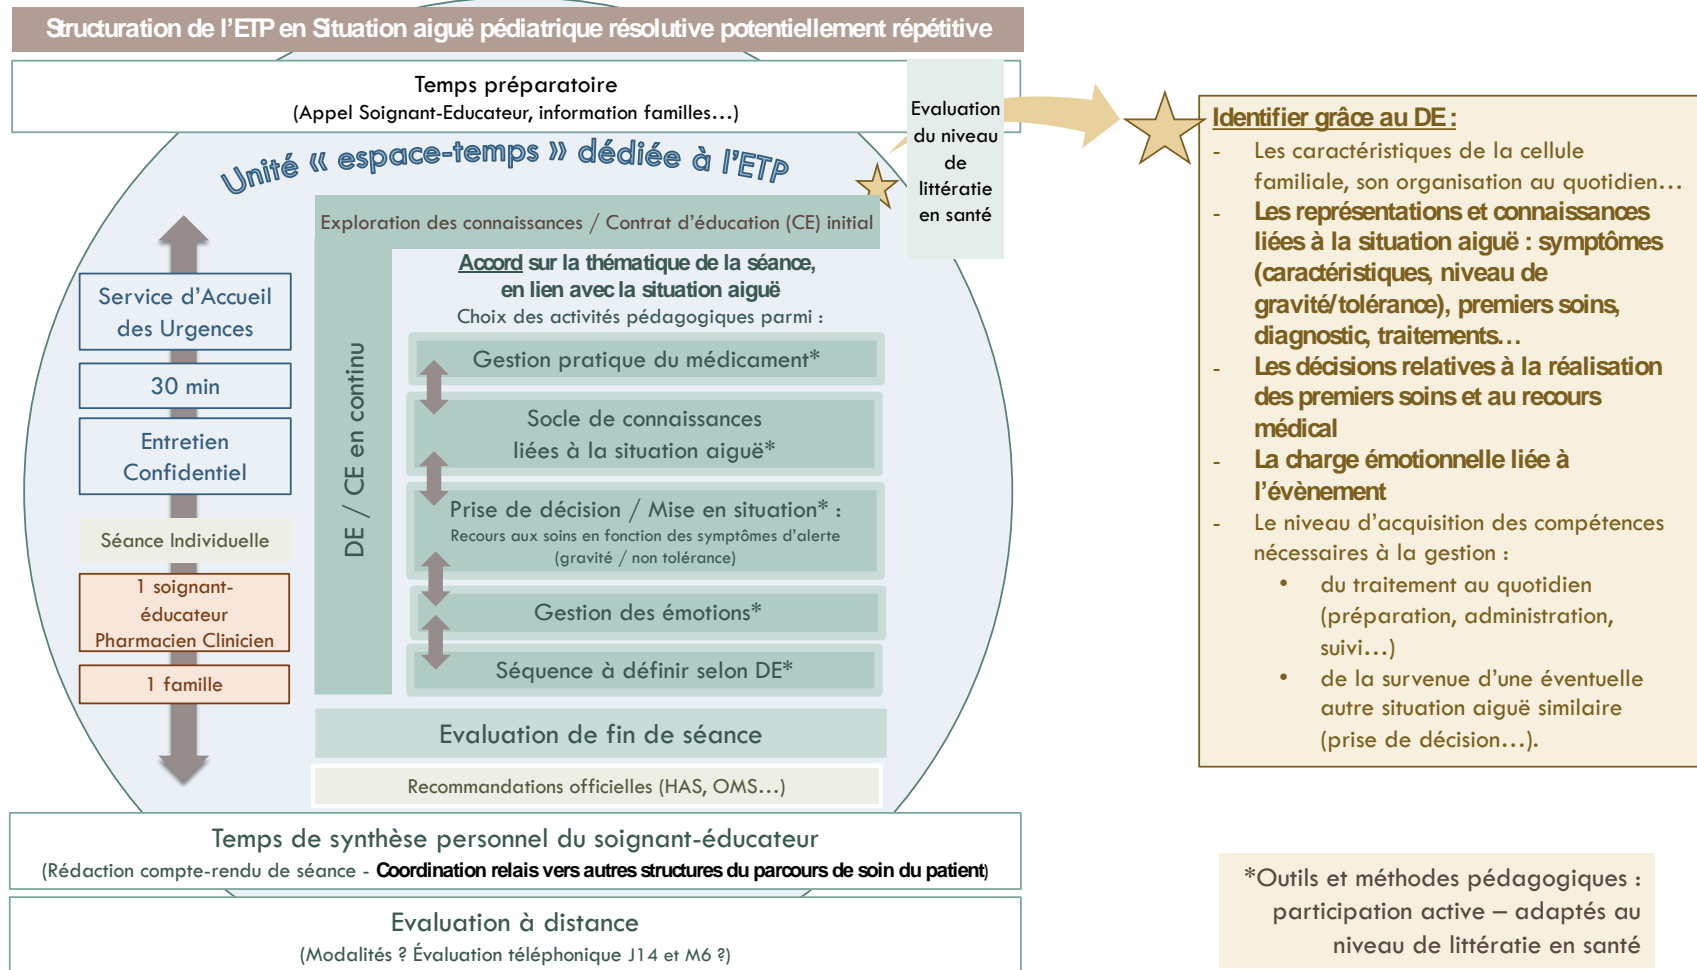 Structuration de l'ETP en Situation aiguë pédiatrique résolutive potentiellement répétitive
Temps préparatoire
(Appel Soignant-Educateur, information familles…)
Evaluation
du niveau
de
littératie
en santé
Unité « espace-temps » dédiée à l'ETP
Exploration des connaissances / Contrat d'éducation (CE) initial
DE / CE en continu
Accord sur la thématique de la séance,
en lien avec la situation aiguë
Choix des activités pédagogiques parmi :
Gestion pratique du médicament*
Socle de connaissances
liées à la situation aiguë*
Prise de décision / Mise en situation* :
Recours aux soins en fonction des symptômes d'alerte
(gravité / non tolérance)
Gestion des émotions*
Séquence à définir selon DE*
Evaluation de fin de séance
Recommandations officielles (HAS, OMS…)
Service d'Accueil
des Urgences
30 min
Entretien
Confidentiel
Séance Individuelle
1 soignant-
éducateur
Pharmacien Clinicien
1 famille
Temps de synthèse personnel du soignant-éducateur
(Rédaction compte-rendu de séance - Coordination relais vers autres structures du parcours de soin du patient)
Evaluation à distance
(Modalités ? Évaluation téléphonique J14 et M6 ?)
Identifier grâce au DE :
- Les caractéristiques de la cellule
familiale, son organisation au quotidien…
- Les représentations et connaissances
liées à la situation aiguë : symptômes
(caractéristiques, niveau de
gravité/tolérance), premiers soins,
diagnostic, traitements…
- Les décisions relatives à la réalisation
des premiers soins et au recours
médical
- La charge émotionnelle liée à
l'évènement
- Le niveau d'acquisition des compétences
nécessaires à la gestion :
• du traitement au quotidien
(préparation, administration,
suivi…)
• de la survenue d'une éventuelle
autre situation aiguë similaire
(prise de décision…).
*Outils et méthodes pédagogiques :
participation active – adaptés au
niveau de littératie en santé